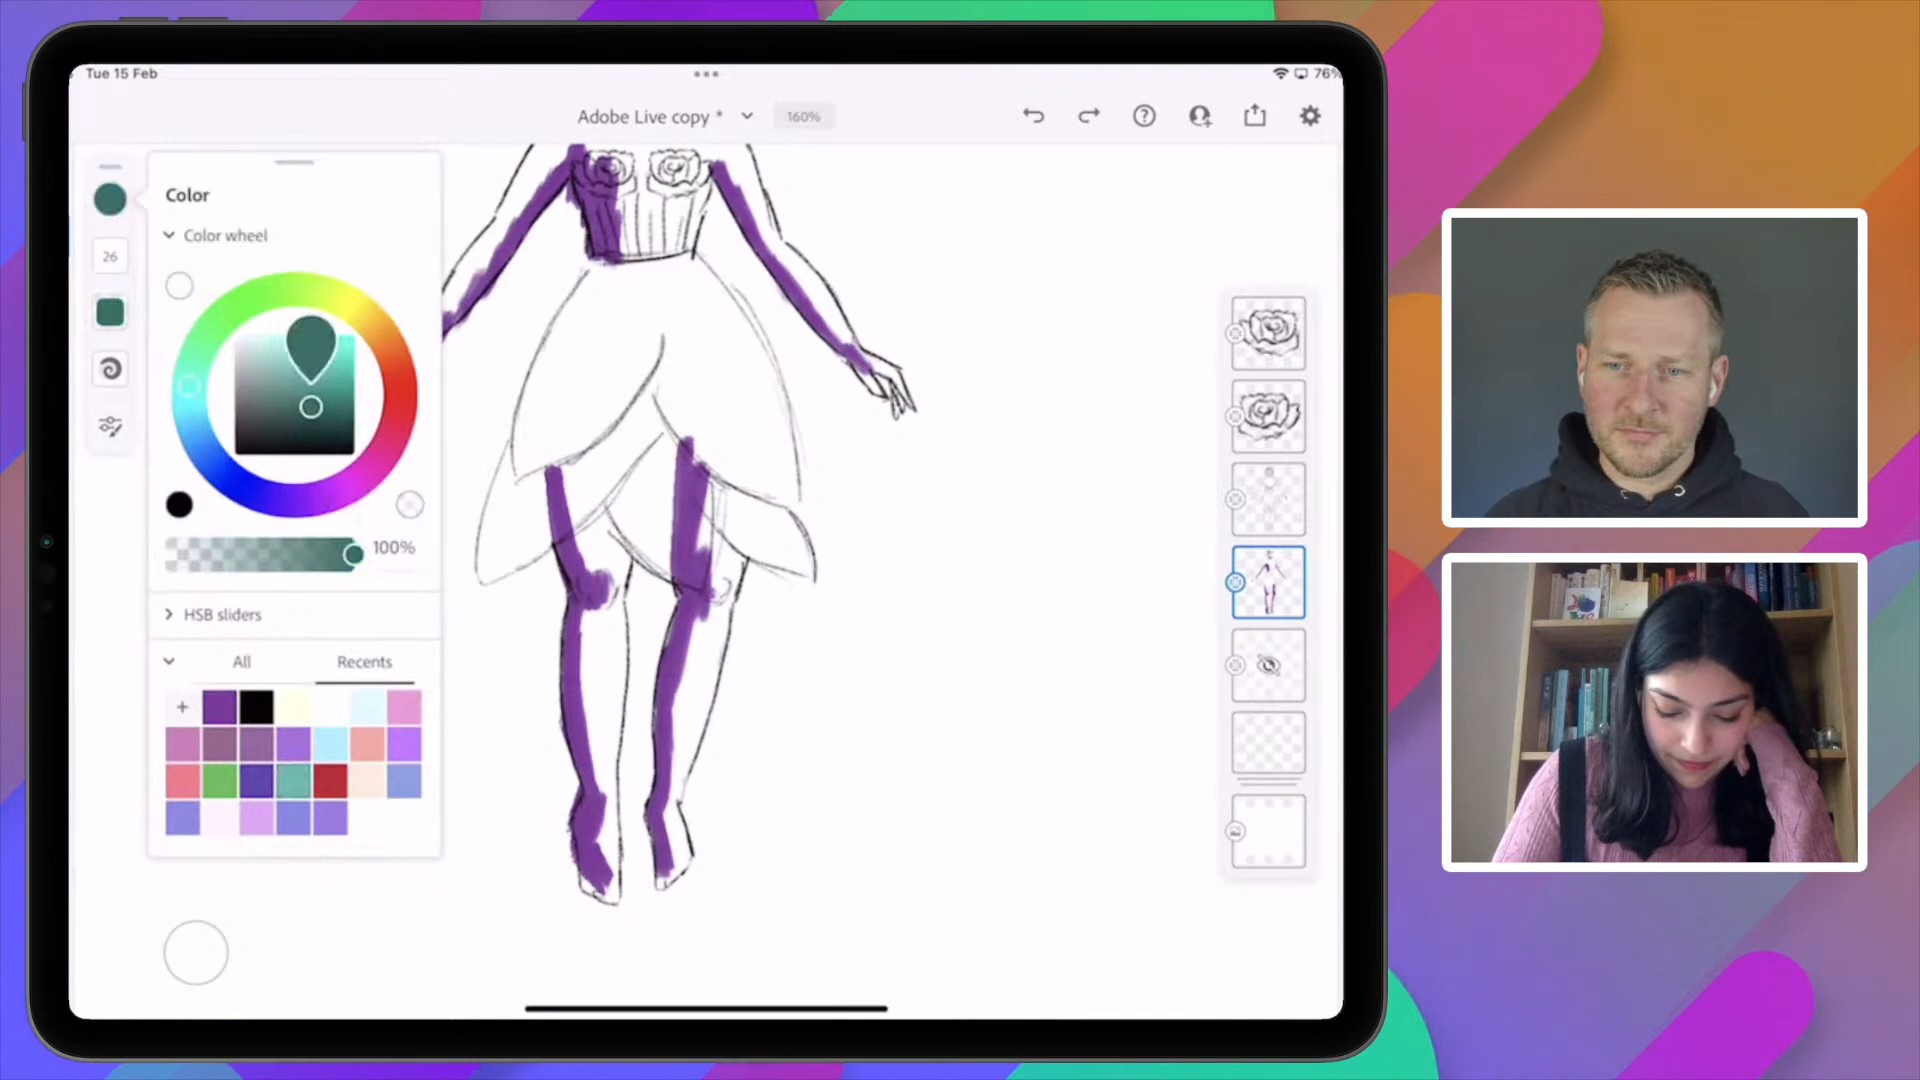 Tue 15 Feb
76%
Adobe Live copy *
160%
Color
26
Color wheel
100%
HSB sliders
All
Recents